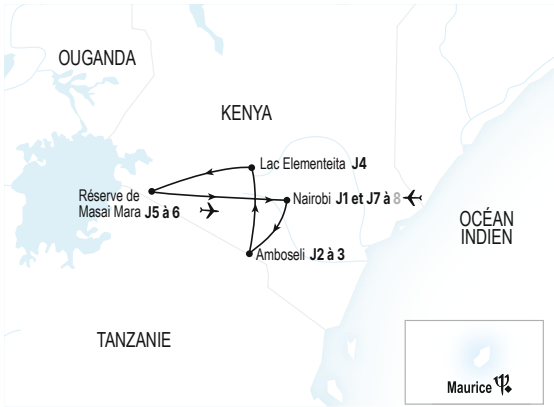 OUGANDA
KENYA
Lac Elementeita J4
Réserve de
Masai Mara J5 à 6
Nairobi J1 et J7 à 8
OCÉAN
INDIEN
Amboseli J2 à 3
TANZANIE
Maurice